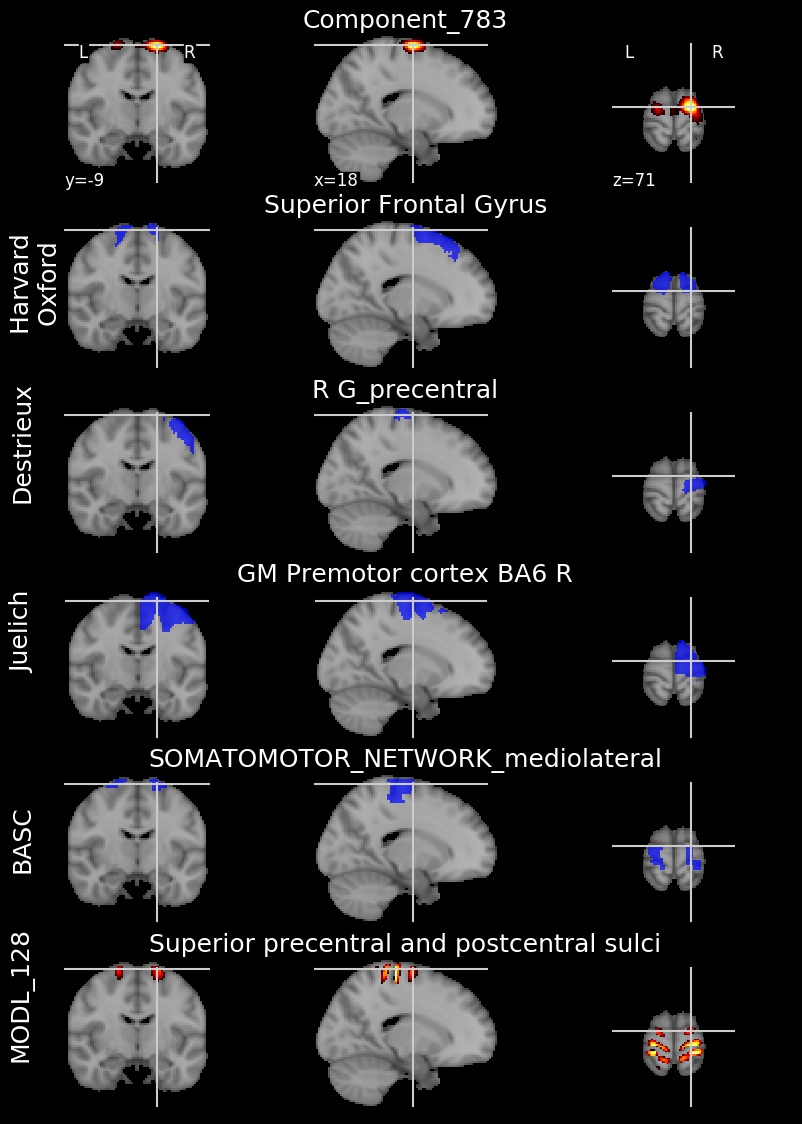 Component_783
L R
L R
y=-9
x=18
z=71
Superior Frontal Gyrus
Harvard
Oxford
R G_precentral
Destrieux
GM Premotor cortex BA6 R
Juelich
SOMATOMOTOR_NETWORK_mediolateral
BASC
Superior precentral and postcentral sulci
MODL_128